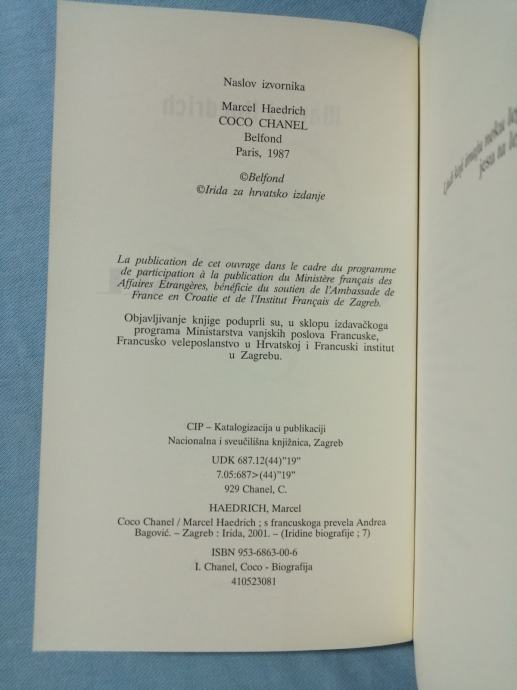 Naslov izvornika
Marcel Haedrich
COCO CHANEL
Belfond
Paris, 1987
©Belfond
©Irida za hrvatsko izdanje
La publication de cet ouvrage dans le cadre du programme
de participation à la publication du Ministère français des
Affaires Etrangères, bénéficie du soutien de l'Ambassade de
France en Croatie et de l'Institut Français de Zagreb.
Objavljivanje knjige poduprli su, u sklopu izdavačkoga
programa Ministarstva vanjskih poslova Francuske,
Francusko veleposlanstvo u Hrvatskoj i Francuski institut
u Zagrebu.
CIP – Katalogizacija u publikaciji
Nacionalna i sveučilišna knjižnica, Zagreb
UDK 687.12(44)"19"
7.05:687>(44)"19"
929 Chanel, C.
HAEDRICH, Marcel
Coco Chanel / Marcel Haedrich ; s francuskoga prevela Andrea
Bagović. – Zagreb : Irida, 2001. – (Iridine biografije ; 7)
ISBN 953-6863-00-6
I. Chanel, Coco - Biografija
410523081